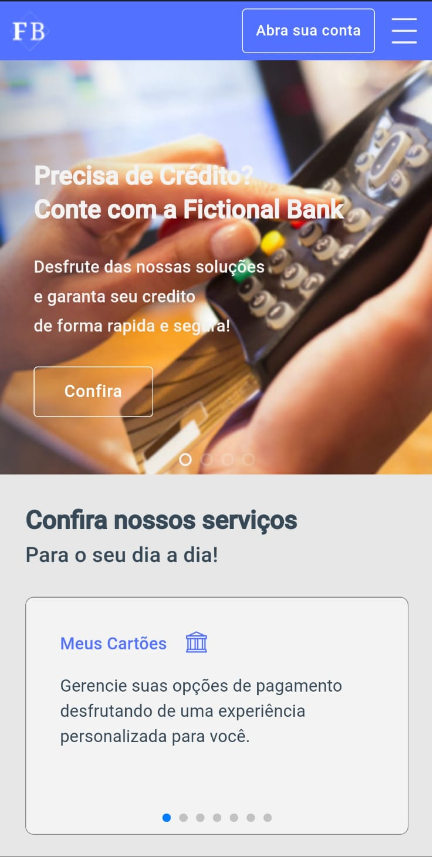 FB
Abra sua conta
Precisa de Crédito?
Conte com a Fictional Bank
Desfrute das nossas soluções
e garanta seu credito
de forma rapida e segura!
Confira
Confira nossos serviços
Para o seu dia a dia!
Meus Cartões
Gerencie suas opções de pagamento
desfrutando de uma experiência
personalizada para você.